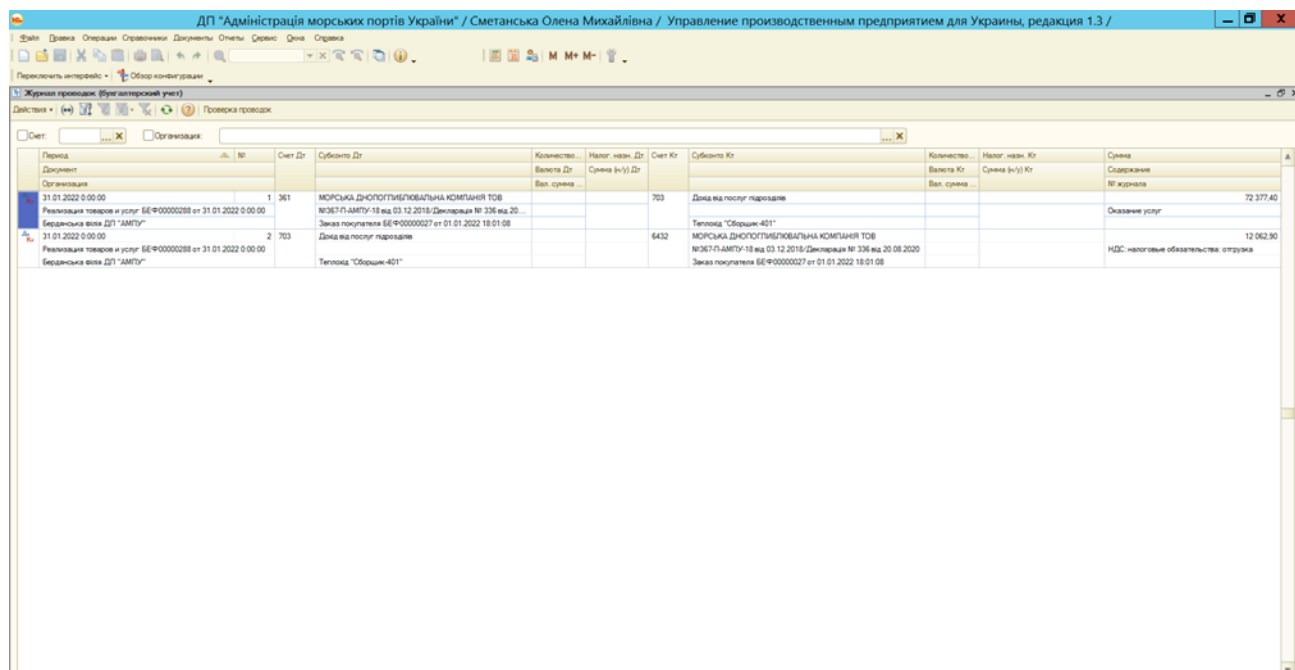 ДП "Адміністрація морських портів України" / Сметанська Олена Михайлівна / Управление производственным предприятием для Украины, редакция 1.3 /
Файл Правка Операции Справочники Документы Отчеты Сервис Окна Справка
M M+ M-
Переключить интерфейс Обзор конфигурации
Журнал проводок (бухгалтерский учет)
Действия Проверка проводок
Счет: ... X Организация: ... X
Период № Счет Дт Субконто Дт Количество... Налог. назн. Дт Счет Кт Субконто Кт Количество... Налог. назн. Кт Сумма
Документ Валюта Дт Сумма (н/у) Дт Валюта Кт Сумма (н/у) Кт Содержание
Организация Вал. сумма ... Вал. сумма ... № журнала
31.01.2022 0:00:00 1 361 МОРСЬКА ДНОПОГЛИБЛЮВАЛЬНА КОМПАНІЯ ТОВ 703 Дохід від послуг підрозділів 72 377,40
Реализация товаров и услуг БЕФ00000288 от 31.01.2022 0:00:00 №367-П-АМПУ-18 від 03.12.2018/Декларація № 336 від 20... Оказание услуг
Бердянська філія ДП "АМПУ" Заказ покупателя БЕФ00000027 от 01.01.2022 18:01:08 Теплохід "Сборщик-401"
31.01.2022 0:00:00 2 703 Дохід від послуг підрозділів 6432 МОРСЬКА ДНОПОГЛИБЛЮВАЛЬНА КОМПАНІЯ ТОВ 12 062,90
Реализация товаров и услуг БЕФ00000288 от 31.01.2022 0:00:00 №367-П-АМПУ-18 від 03.12.2018/Декларація № 336 від 20.08.2020 НДС: налоговые обязательства: отгрузка
Бердянська філія ДП "АМПУ" Теплохід "Сборщик-401" Заказ покупателя БЕФ00000027 от 01.01.2022 18:01:08